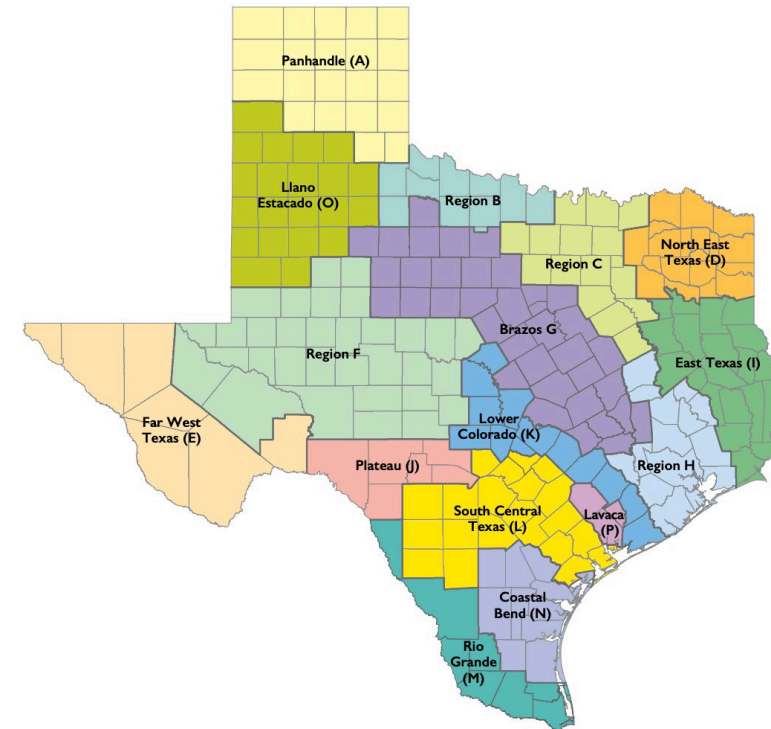 Panhandle (A)
Llano
Estacado (O)
Region B
Region C
North East
Texas (D)
Brazos G
Region F
East Texas (I)
Far West
Texas (E)
Lower
Colorado (K)
Plateau (J)
Region H
South Central
Texas (L)
Lavaca
(P)
Coastal
Bend (N)
Rio
Grande
(M)